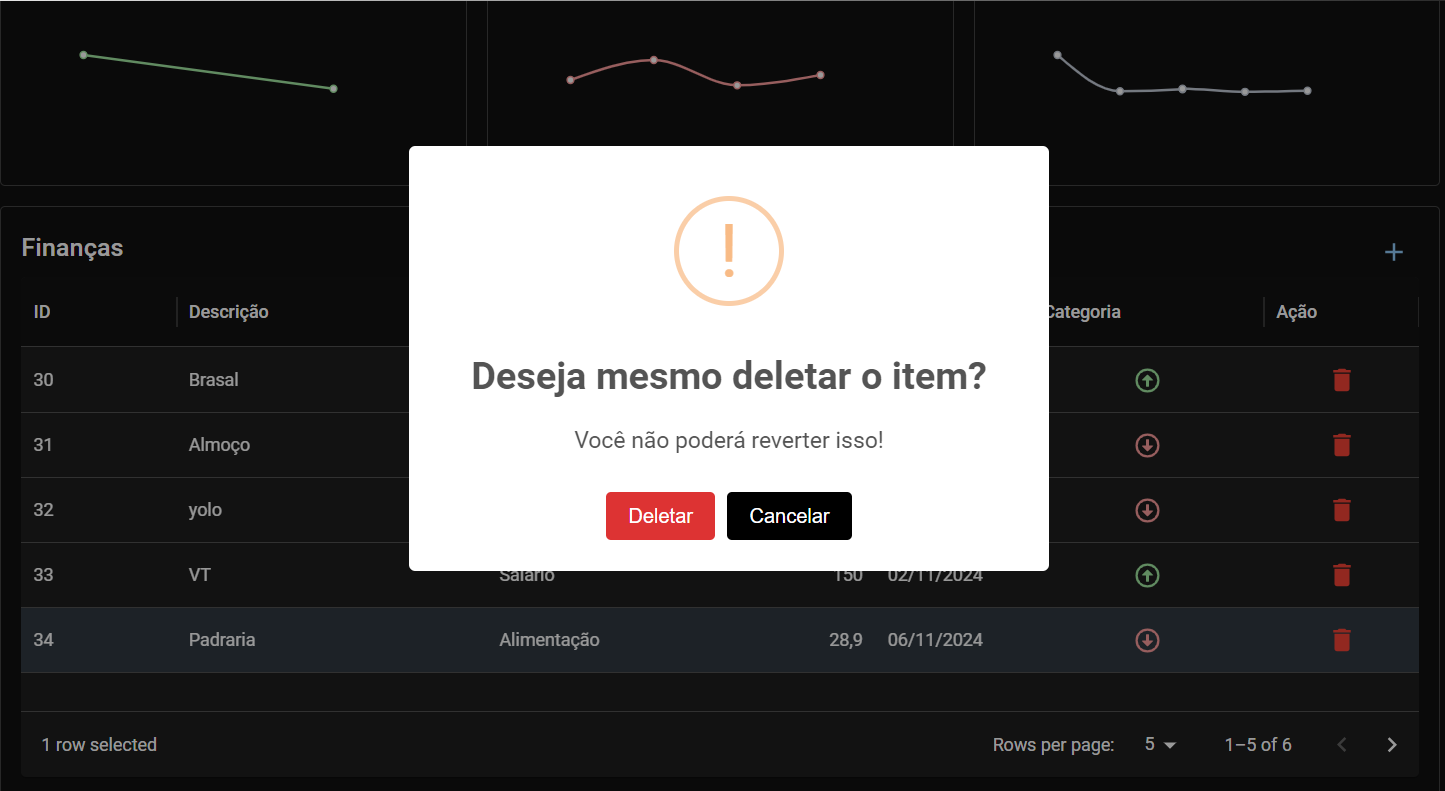 Finanças
+
ID Descrição Categoria Ação
30 Brasal
31 Almoço
32 yolo
33 VT Salário 150 02/11/2024
34 Padraria Alimentação 28,9 06/11/2024
!
Deseja mesmo deletar o item?
Você não poderá reverter isso!
Deletar Cancelar
1 row selected Rows per page: 5 1–5 of 6